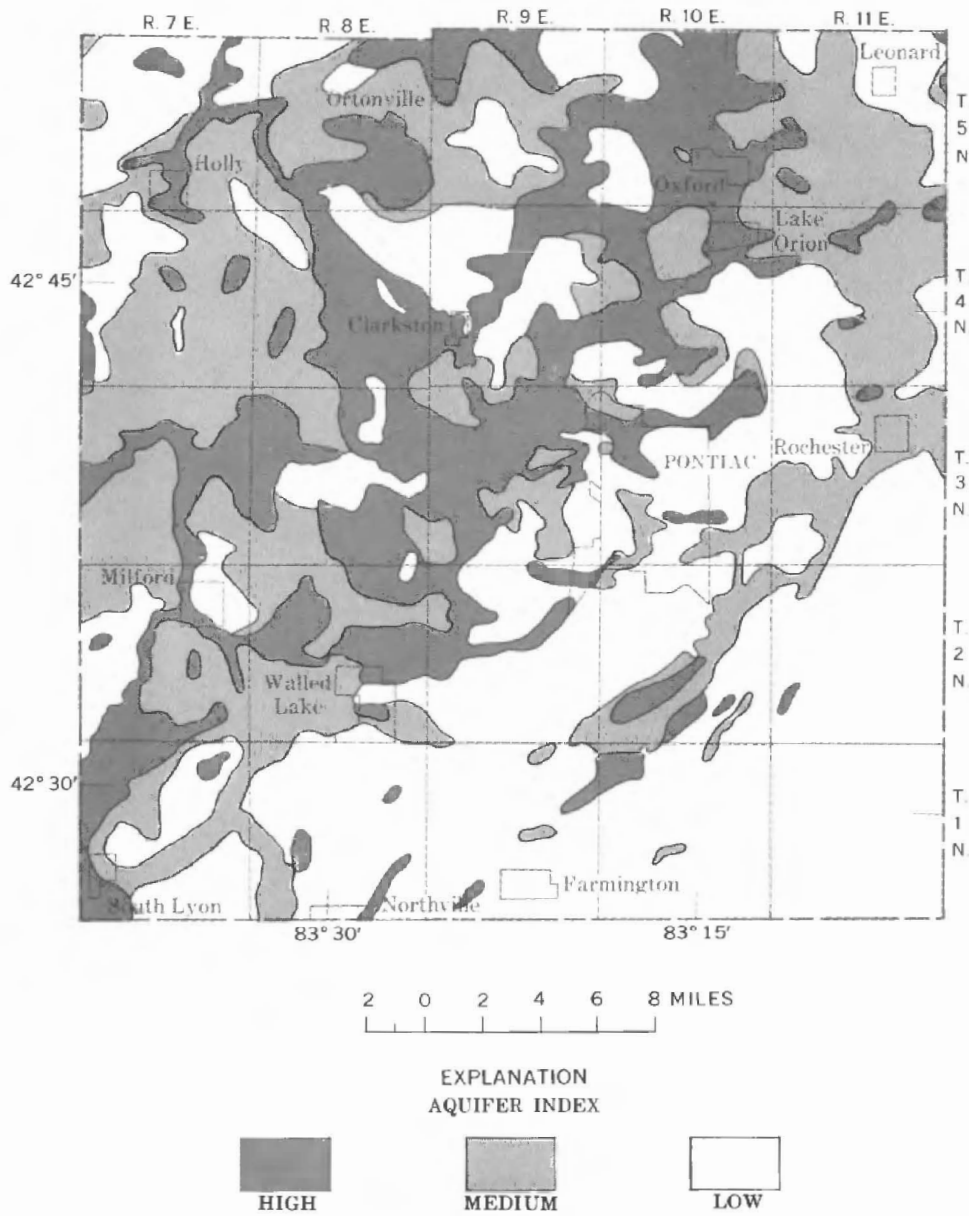 R. 7 E. R. 8 E. R. 9 E. R. 10 E. R. 11 E.
Leonard
Ortonville
T. 5 N.
Holly
Oxford
Lake Orion
42° 45'
T. 4 N.
Clarkston
Rochester
PONTIAC
T. 3 N.
Milford
T. 2 N.
Walled Lake
42° 30'
T. 1 N.
Farmington
South Lyon
Northville
83° 30' 83° 15'
2 0 2 4 6 8 MILES
EXPLANATION
AQUIFER INDEX
HIGH MEDIUM LOW